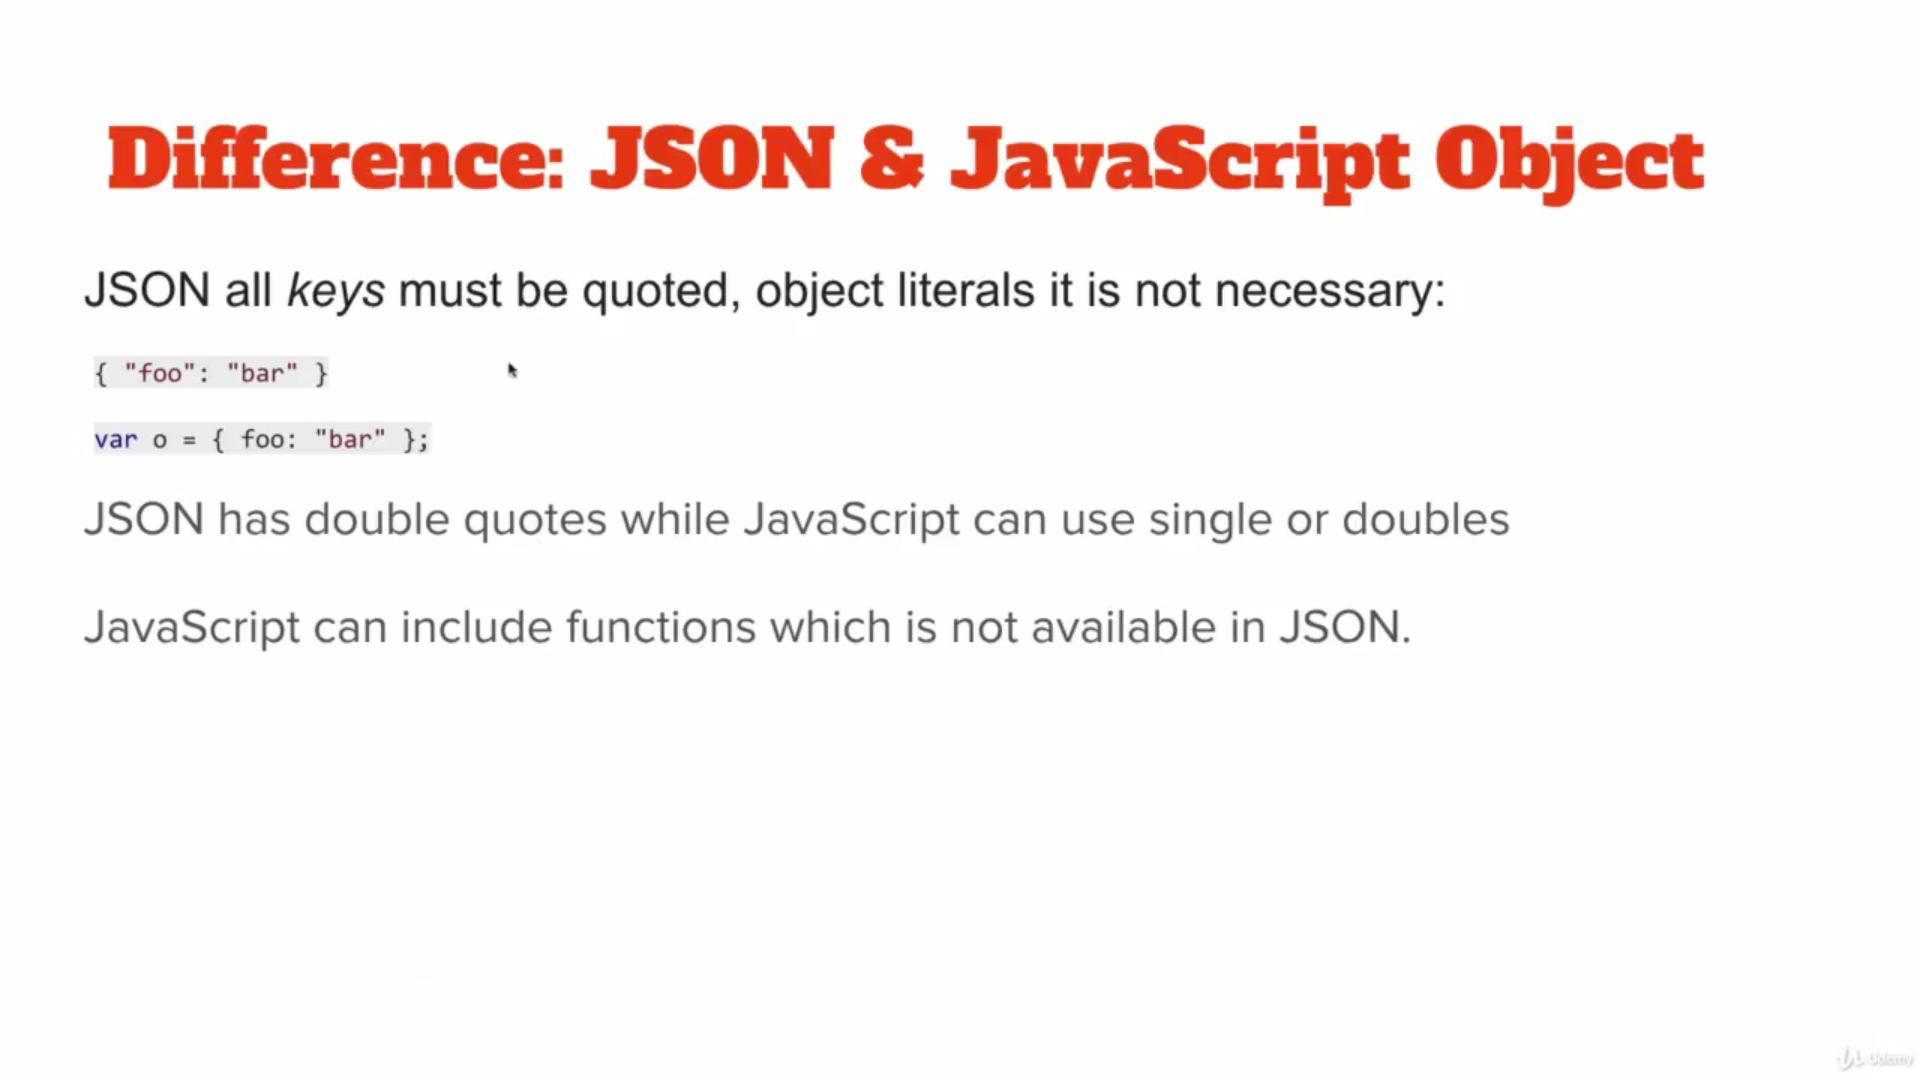 Difference: JSON & JavaScript Object
JSON all keys must be quoted, object literals it is not necessary:
{ "foo": "bar" }
var o = { foo: "bar" };
JSON has double quotes while JavaScript can use single or doubles
JavaScript can include functions which is not available in JSON.
Udemy